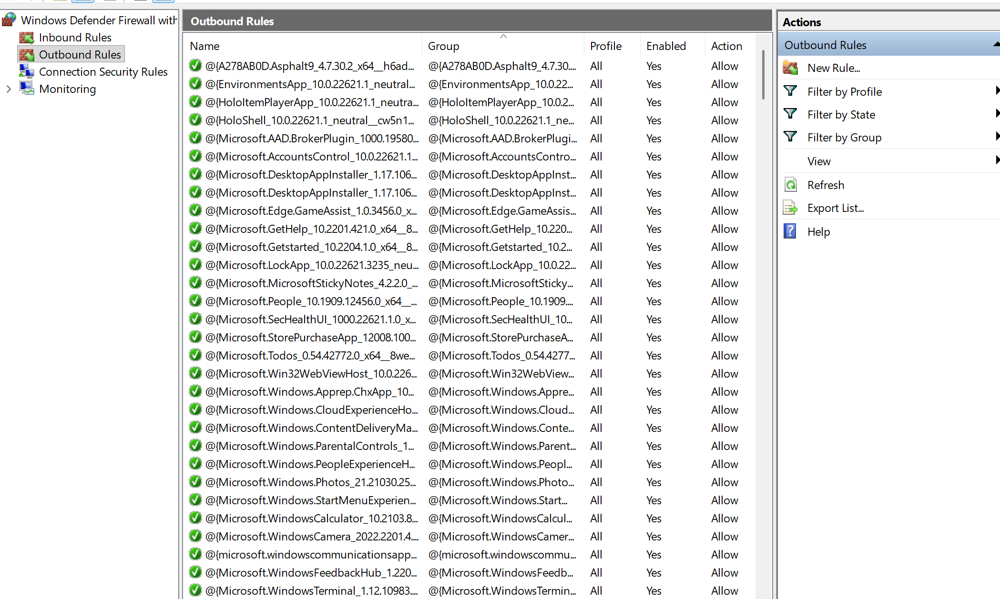 Windows Defender Firewall with
Inbound Rules
Outbound Rules
Connection Security Rules
Monitoring
Outbound Rules
Name Group Profile Enabled Action
@{A278AB0D.Asphalt9_4.7.30.2_x64__h6ad... @{A278AB0D.Asphalt9_4.7.30.... All Yes Allow
@{EnvironmentsApp_10.0.22621.1_neutral... @{EnvironmentsApp_10.0.22... All Yes Allow
@{HoloItemPlayerApp_10.0.22621.1_neutra... @{HoloItemPlayerApp_10.0.2... All Yes Allow
@{HoloShell_10.0.22621.1_neutral__cw5n1... @{HoloShell_10.0.22621.1_ne... All Yes Allow
@{Microsoft.AAD.BrokerPlugin_1000.19580... @{Microsoft.AAD.BrokerPlugi... All Yes Allow
@{Microsoft.AccountsControl_10.0.22621.1... @{Microsoft.AccountsContro... All Yes Allow
@{Microsoft.DesktopAppInstaller_1.17.106... @{Microsoft.DesktopAppInst... All Yes Allow
@{Microsoft.DesktopAppInstaller_1.17.106... @{Microsoft.DesktopAppInst... All Yes Allow
@{Microsoft.Edge.GameAssist_1.0.3456.0_x... @{Microsoft.Edge.GameAssis... All Yes Allow
@{Microsoft.GetHelp_10.2201.421.0_x64__8... @{Microsoft.GetHelp_10.220... All Yes Allow
@{Microsoft.Getstarted_10.2204.1.0_x64__8... @{Microsoft.Getstarted_10.2... All Yes Allow
@{Microsoft.LockApp_10.0.22621.3235_neu... @{Microsoft.LockApp_10.0.22... All Yes Allow
@{Microsoft.MicrosoftStickyNotes_4.2.2.0_... @{Microsoft.MicrosoftSticky... All Yes Allow
@{Microsoft.People_10.1909.12456.0_x64__... @{Microsoft.People_10.1909.... All Yes Allow
@{Microsoft.SecHealthUI_1000.22621.1.0_x... @{Microsoft.SecHealthUI_10... All Yes Allow
@{Microsoft.StorePurchaseApp_12008.100... @{Microsoft.StorePurchaseA... All Yes Allow
@{Microsoft.Todos_0.54.42772.0_x64__8we... @{Microsoft.Todos_0.54.4277... All Yes Allow
@{Microsoft.Win32WebViewHost_10.0.226... @{Microsoft.Win32WebView... All Yes Allow
@{Microsoft.Windows.Apprep.ChxApp_10... @{Microsoft.Windows.Appre... All Yes Allow
@{Microsoft.Windows.CloudExperienceHo... @{Microsoft.Windows.Cloud... All Yes Allow
@{Microsoft.Windows.ContentDeliveryMa... @{Microsoft.Windows.Conte... All Yes Allow
@{Microsoft.Windows.ParentalControls_1... @{Microsoft.Windows.Parent... All Yes Allow
@{Microsoft.Windows.PeopleExperienceH... @{Microsoft.Windows.Peopl... All Yes Allow
@{Microsoft.Windows.Photos_21.21030.25... @{Microsoft.Windows.Photo... All Yes Allow
@{Microsoft.Windows.StartMenuExperien... @{Microsoft.Windows.Start... All Yes Allow
@{Microsoft.WindowsCalculator_10.2103.8... @{Microsoft.WindowsCalcul... All Yes Allow
@{Microsoft.WindowsCamera_2022.2201.4.... @{Microsoft.WindowsCamer... All Yes Allow
@{microsoft.windowscommunicationsapp... @{microsoft.windowscommu... All Yes Allow
@{Microsoft.WindowsFeedbackHub_1.220... @{Microsoft.WindowsFeedb... All Yes Allow
@{Microsoft.WindowsTerminal_1.12.10983.... @{Microsoft.WindowsTermin... All Yes Allow
Actions
Outbound Rules
New Rule...
Filter by Profile
Filter by State
Filter by Group
View
Refresh
Export List...
Help